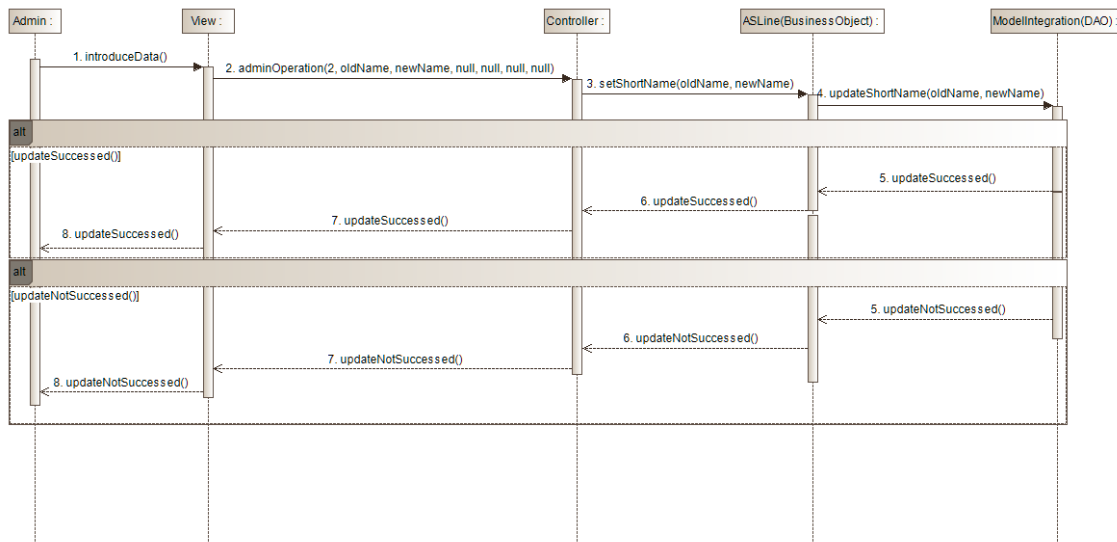 Admin :
View :
Controller :
ASLine(BusinessObject) :
ModelIntegration(DAO) :
1. introduceData()
2. adminOperation(2, oldName, newName, null, null, null, null)
3. setShortName(oldName, newName)
4. updateShortName(oldName, newName)
alt
[updateSuccessed()]
5. updateSuccessed()
6. updateSuccessed()
7. updateSuccessed()
8. updateSuccessed()
alt
[updateNotSuccessed()]
5. updateNotSuccessed()
6. updateNotSuccessed()
7. updateNotSuccessed()
8. updateNotSuccessed()